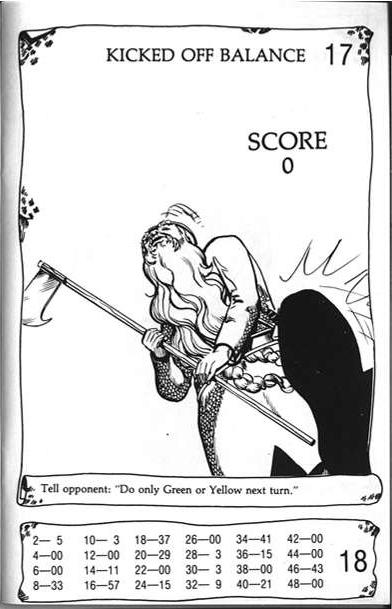 KICKED OFF BALANCE 17
SCORE
0
Tell opponent: "Do only Green or Yellow next turn."
2— 5 10— 3 18—37 26—00 34—41 42—00
4—00 12—00 20—29 28— 3 36—15 44—00
6—00 14—11 22—00 30— 3 38—00 46—43
8—33 16—57 24—15 32— 9 40—21 48—00
18